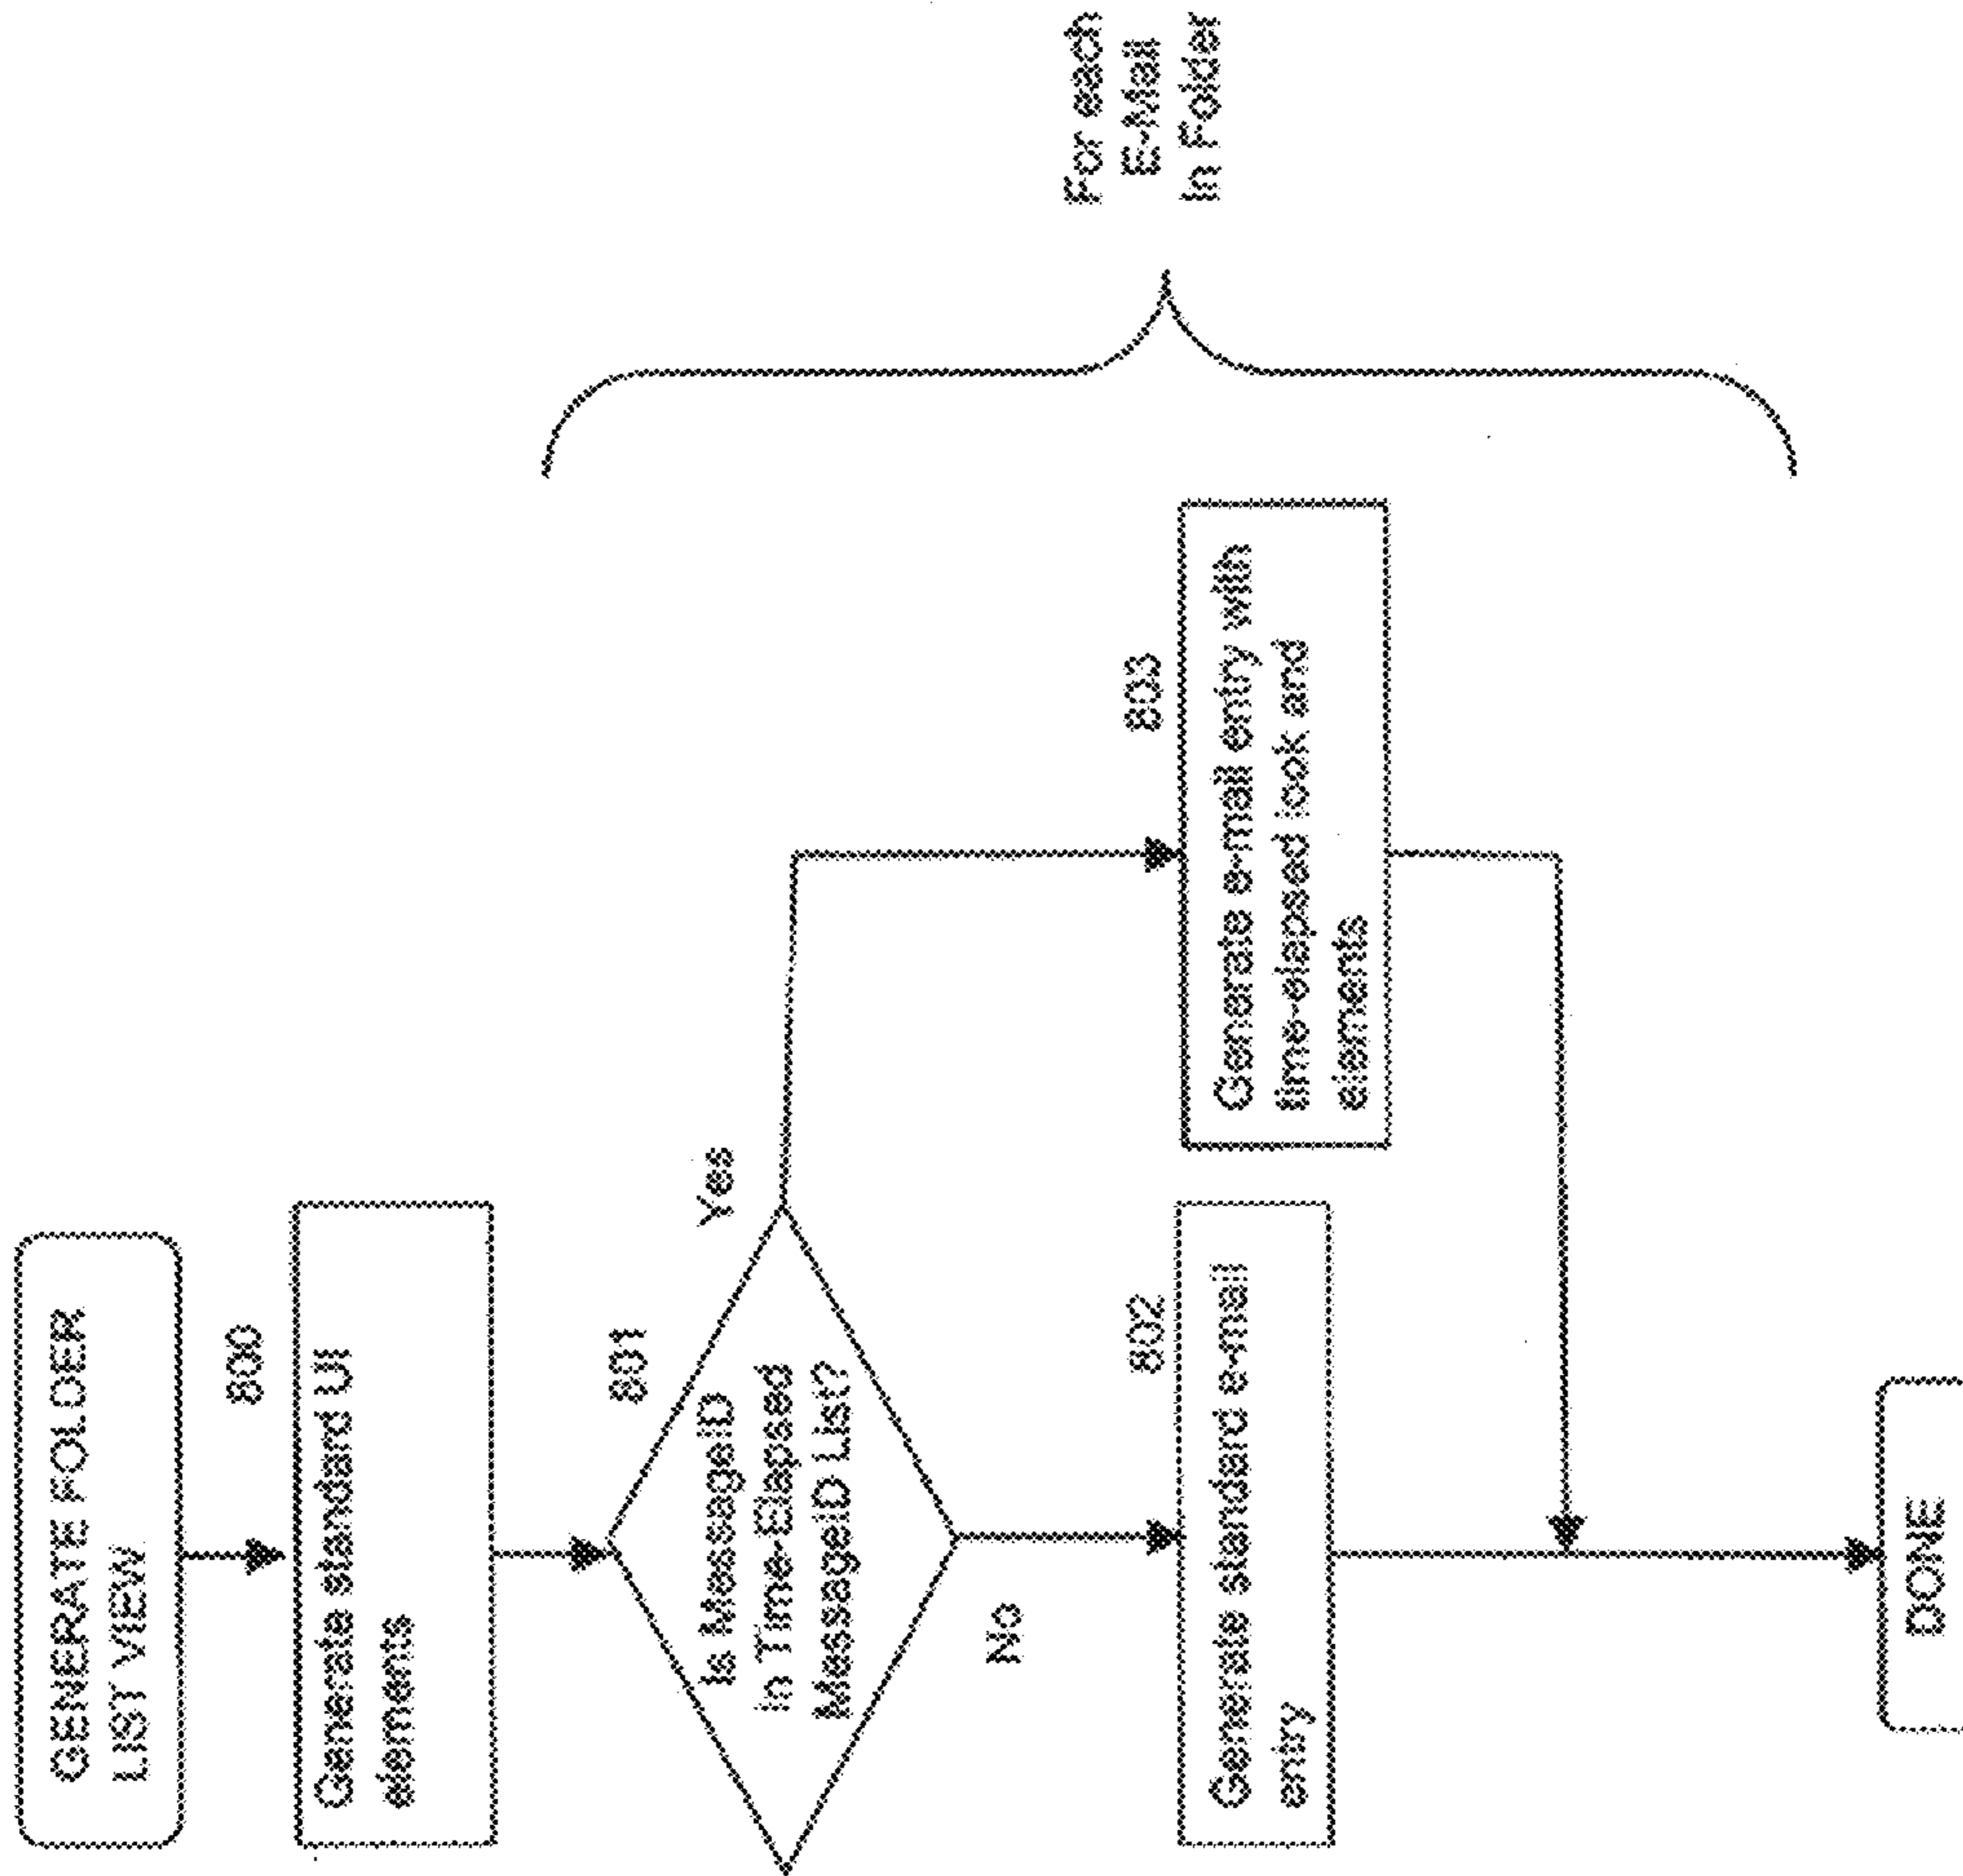 GENERATE FOLDER
LIST VIEW
800
Generate standard UI
elements
801
Is MessageID
in Time-Elapsed
MessageID List?
Yes
No
802
Generate standard e-mail
entry
803
Generate e-mail entry with
time-elapsed look and
elements
For each
E-Mail
In Folder
DONE